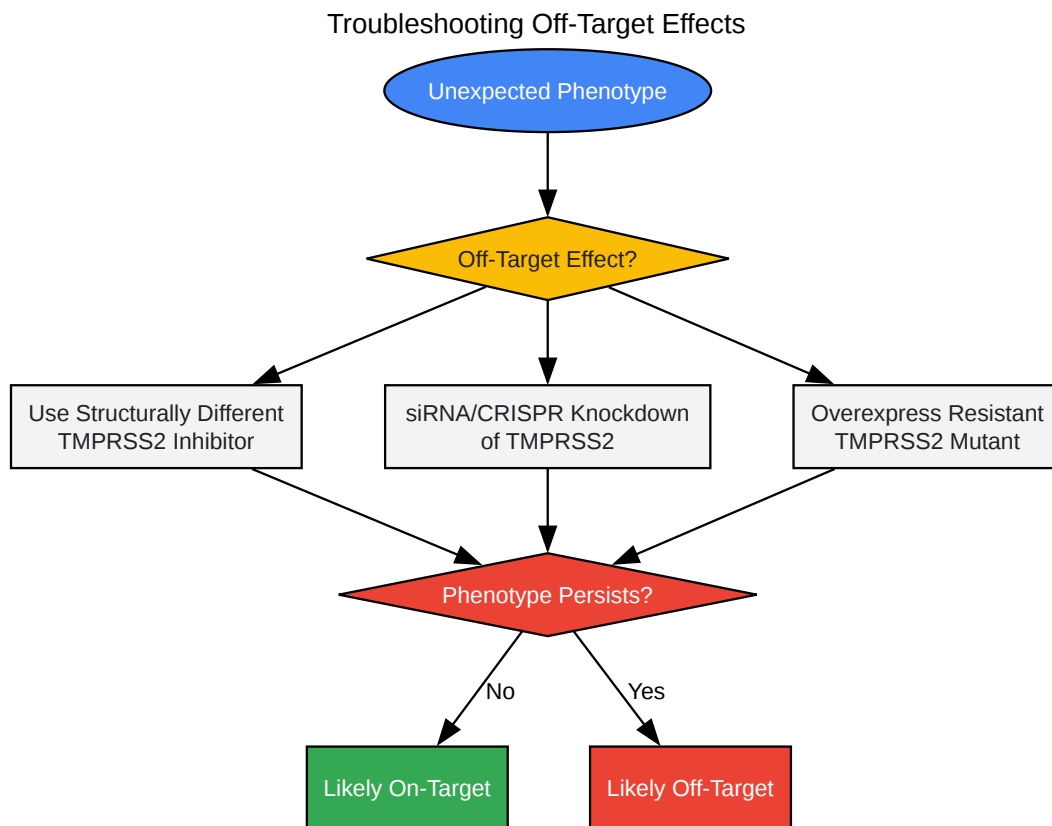 Troubleshooting Off-Target Effects
Unexpected Phenotype
Off-Target Effect?
Use Structurally Different
TMPRSS2 Inhibitor
siRNA/CRISPR Knockdown
of TMPRSS2
Overexpress Resistant
TMPRSS2 Mutant
Phenotype Persists?
No
Yes
Likely On-Target
Likely Off-Target